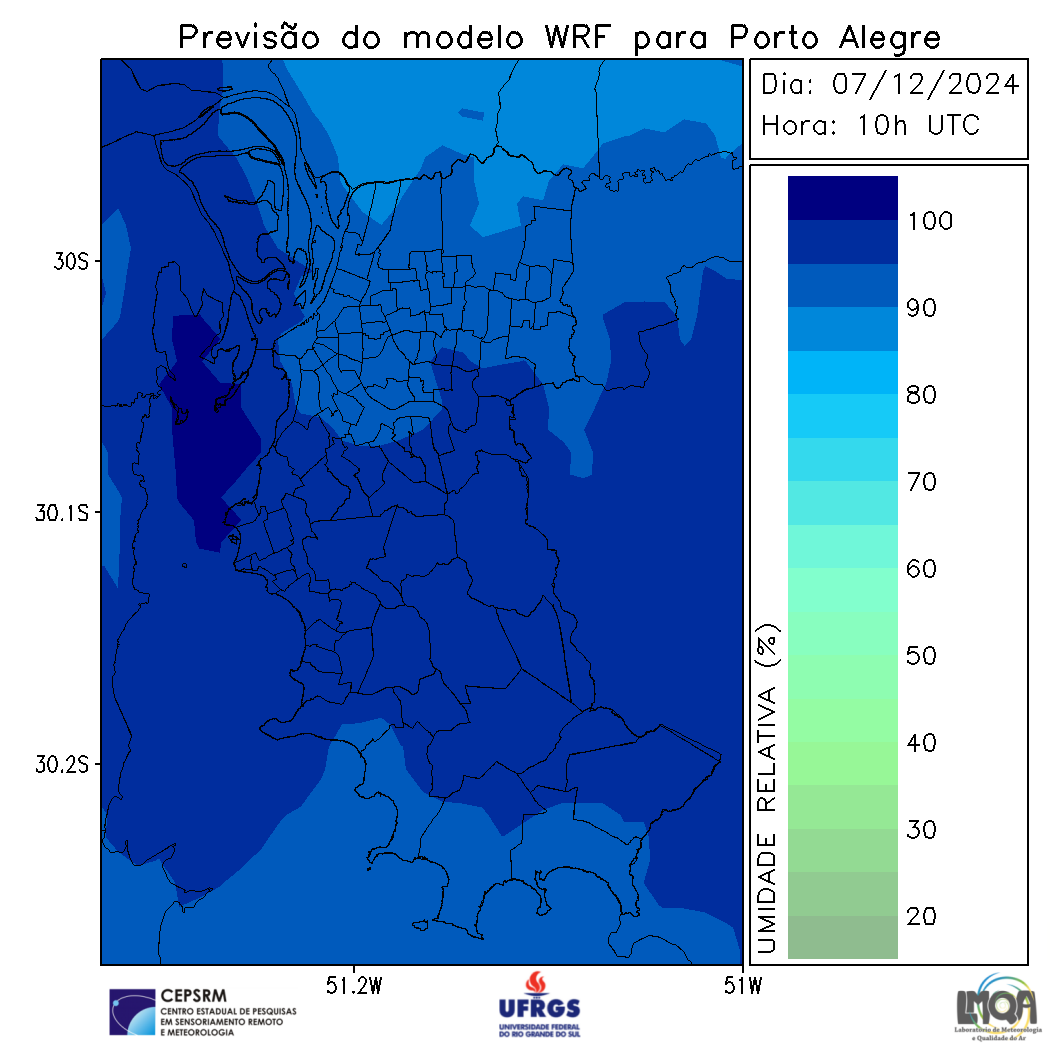 Previsão do modelo WRF para Porto Alegre
Dia: 07/12/2024
Hora: 10h UTC
100
90
80
70
60
50
40
30
20
UMIDADE RELATIVA (%)
30S
30.1S
30.2S
51.2W
51W
CEPSRM
CENTRO ESTADUAL DE PESQUISAS
EM SENSORIAMENTO REMOTO
E METEOROLOGIA
UFRGS
UNIVERSIDADE FEDERAL
DO RIO GRANDE DO SUL
LMQA
Laboratório de Meteorologia
e Qualidade do Ar